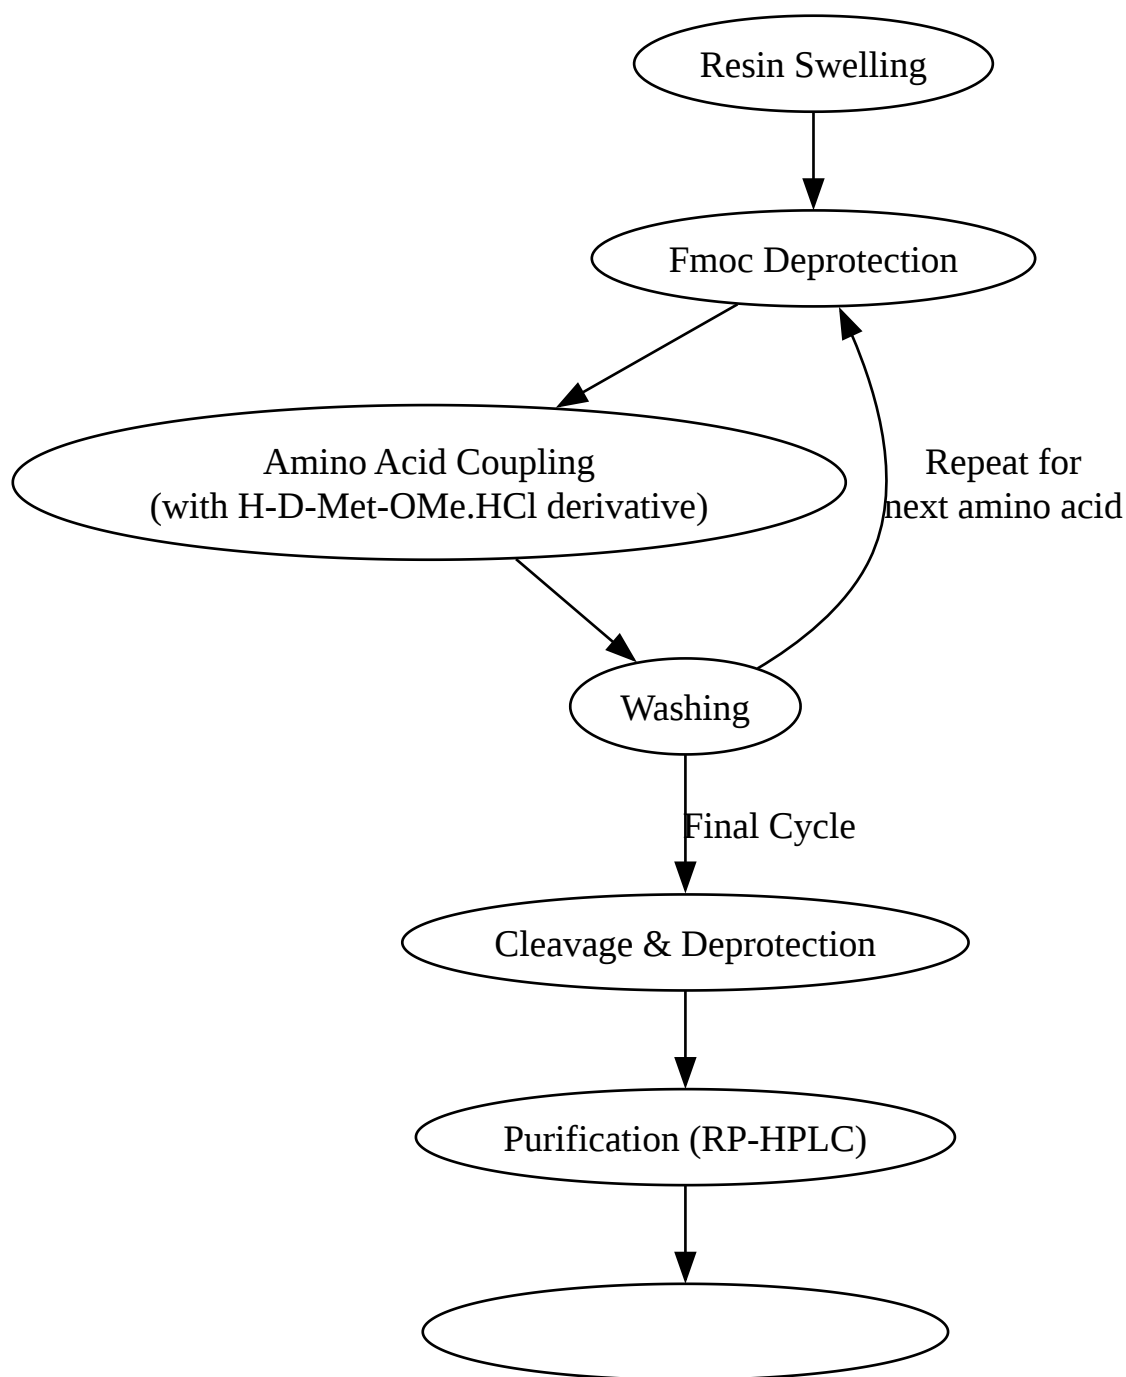 Resin Swelling
Fmoc Deprotection
Amino Acid Coupling
(with H-D-Met-OMe.HCl derivative)
Repeat for
next amino acid
Washing
Final Cycle
Cleavage & Deprotection
Purification (RP-HPLC)